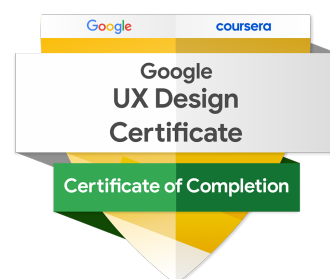 Google coursera
Google
UX Design
Certificate
Certificate of Completion